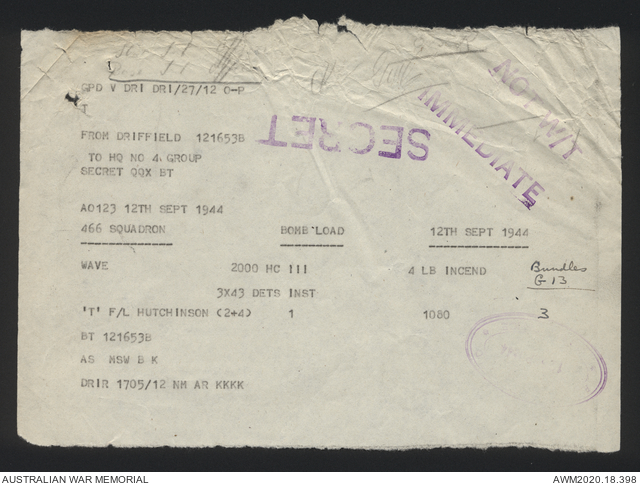 GPD V DRI DRI/27/12 O-P
T
FROM DRIFFIELD 121653B
TO HQ NO 4. GROUP
SECRET QQX BT
SECRET
NOT W/T
IMMEDIATE
AO123 12TH SEPT 1944
466 SQUADRON BOMB LOAD 12TH SEPT 1944
WAVE 2000 HC III 4 LB INCEND Bundles
G13
3X43 DETS INST
'T' F/L HUTCHINSON (2+4) 1 1080 3
BT 121653B
AS MSW B K
DRIR 1705/12 NM AR KKKK
AUSTRALIAN WAR MEMORIAL AWM2020.18.398